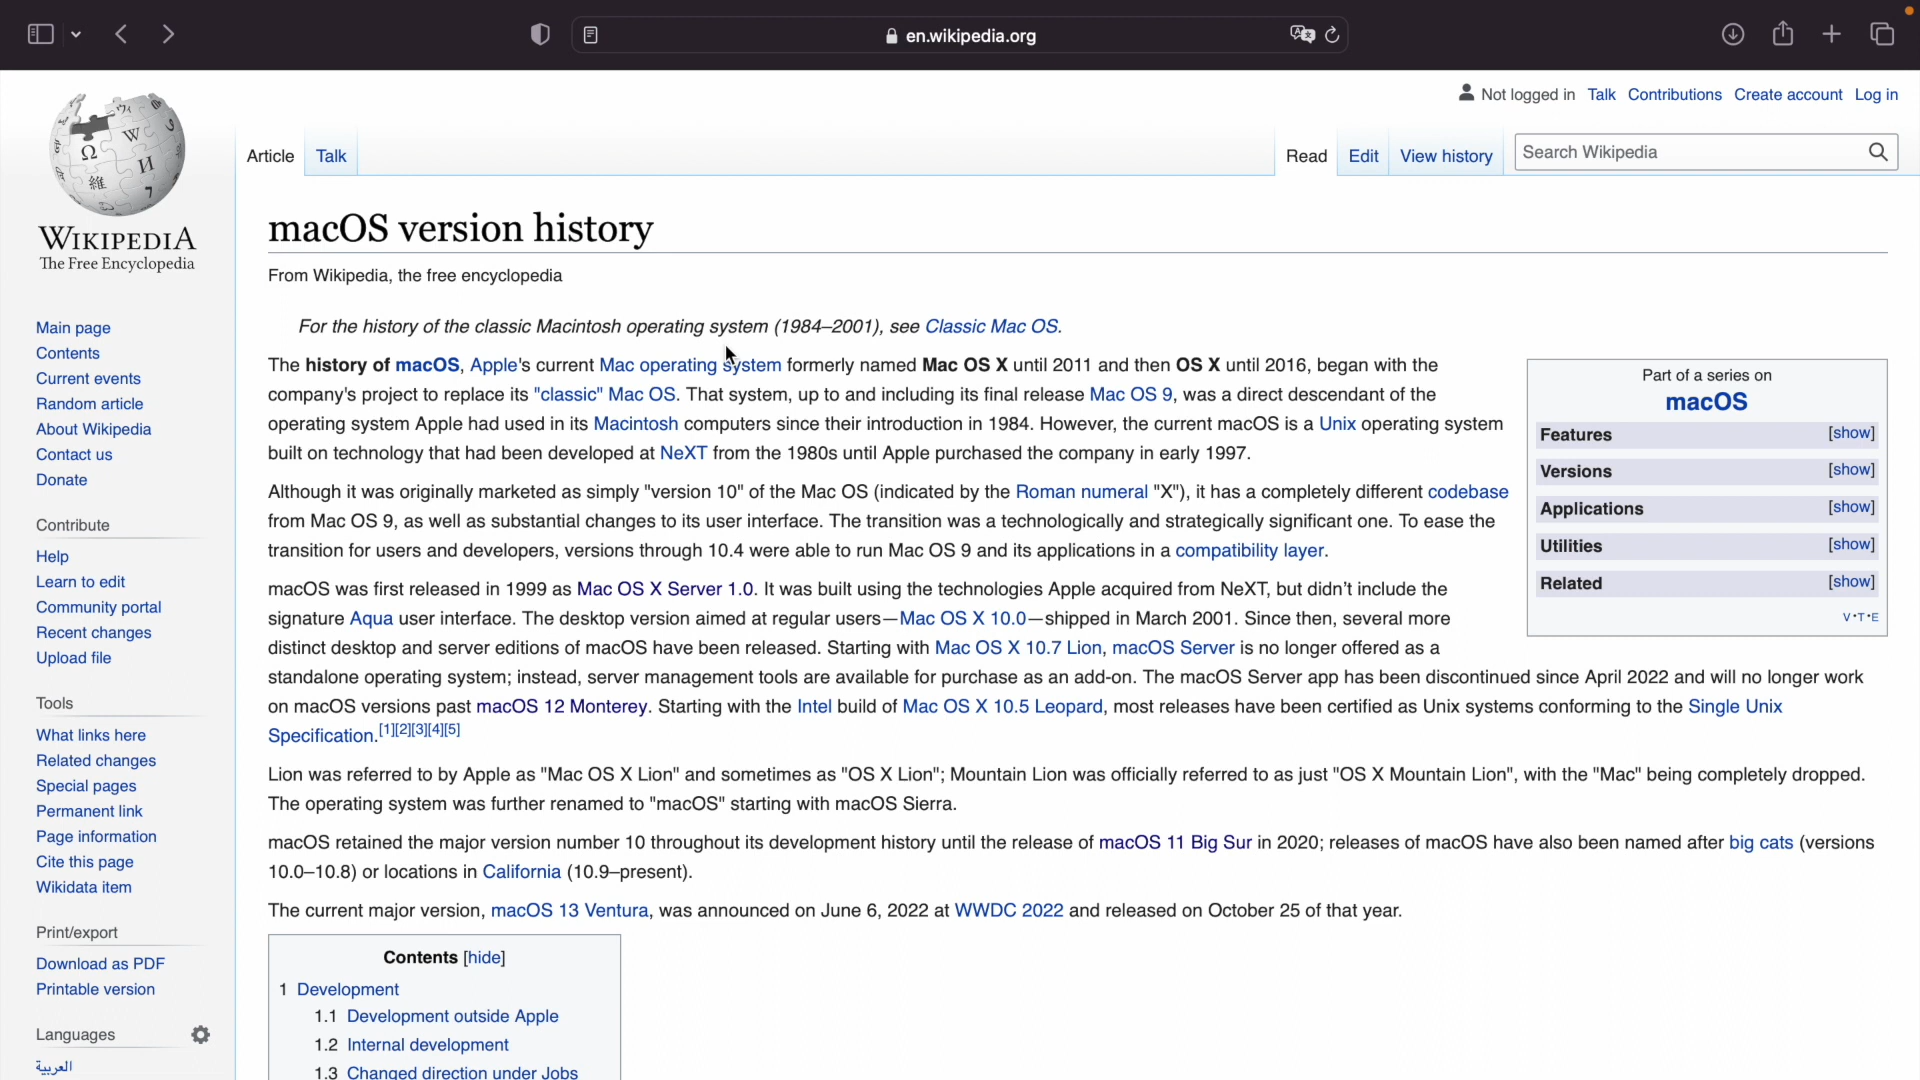 en.wikipedia.org
Not logged in Talk Contributions Create account Log in
Article Talk
Read Edit View history
Search Wikipedia
WIKIPEDIA
The Free Encyclopedia
Main page
Contents
Current events
Random article
About Wikipedia
Contact us
Donate
Contribute
Help
Learn to edit
Community portal
Recent changes
Upload file
Tools
What links here
Related changes
Special pages
Permanent link
Page information
Cite this page
Wikidata item
Print/export
Download as PDF
Printable version
Languages
العربية
macOS version history
From Wikipedia, the free encyclopedia
For the history of the classic Macintosh operating system (1984–2001), see Classic Mac OS.
The history of macOS, Apple's current Mac operating system formerly named Mac OS X until 2011 and then OS X until 2016, began with the
company's project to replace its "classic" Mac OS. That system, up to and including its final release Mac OS 9, was a direct descendant of the
operating system Apple had used in its Macintosh computers since their introduction in 1984. However, the current macOS is a Unix operating system
built on technology that had been developed at NeXT from the 1980s until Apple purchased the company in early 1997.
Although it was originally marketed as simply "version 10" of the Mac OS (indicated by the Roman numeral "X"), it has a completely different codebase
from Mac OS 9, as well as substantial changes to its user interface. The transition was a technologically and strategically significant one. To ease the
transition for users and developers, versions through 10.4 were able to run Mac OS 9 and its applications in a compatibility layer.
macOS was first released in 1999 as Mac OS X Server 1.0. It was built using the technologies Apple acquired from NeXT, but didn't include the
signature Aqua user interface. The desktop version aimed at regular users—Mac OS X 10.0—shipped in March 2001. Since then, several more
distinct desktop and server editions of macOS have been released. Starting with Mac OS X 10.7 Lion, macOS Server is no longer offered as a
standalone operating system; instead, server management tools are available for purchase as an add-on. The macOS Server app has been discontinued since April 2022 and will no longer work
on macOS versions past macOS 12 Monterey. Starting with the Intel build of Mac OS X 10.5 Leopard, most releases have been certified as Unix systems conforming to the Single Unix
Specification.[1][2][3][4][5]
Lion was referred to by Apple as "Mac OS X Lion" and sometimes as "OS X Lion"; Mountain Lion was officially referred to as just "OS X Mountain Lion", with the "Mac" being completely dropped.
The operating system was further renamed to "macOS" starting with macOS Sierra.
macOS retained the major version number 10 throughout its development history until the release of macOS 11 Big Sur in 2020; releases of macOS have also been named after big cats (versions
10.0–10.8) or locations in California (10.9–present).
The current major version, macOS 13 Ventura, was announced on June 6, 2022 at WWDC 2022 and released on October 25 of that year.
Part of a series on
macOS
Features [show]
Versions [show]
Applications [show]
Utilities [show]
Related [show]
V·T·E
Contents [hide]
1 Development
1.1 Development outside Apple
1.2 Internal development
1.3 Changed direction under Jobs